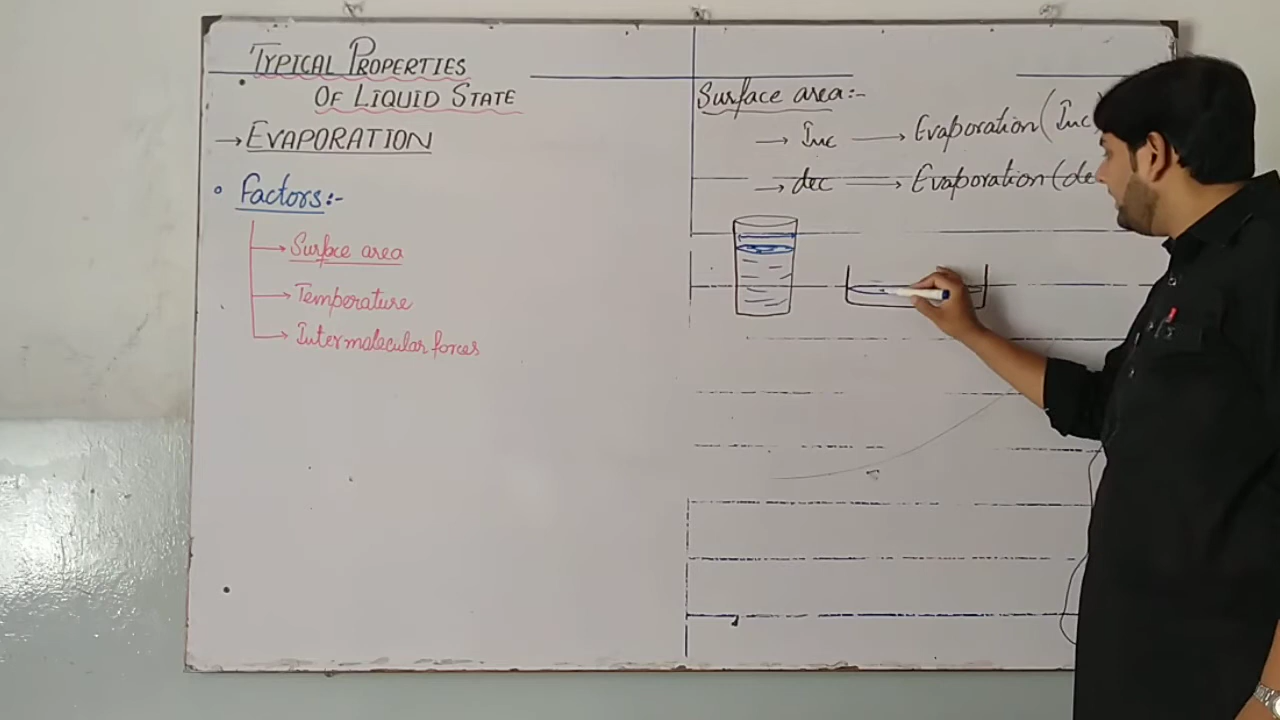 TYPICAL PROPERTIES
OF LIQUID STATE
→ EVAPORATION
Factors:-
→ Surface area
→ Temperature
→ Intermolecular forces
Surface area:-
→ Inc → Evaporation (Inc)
→ dec → Evaporation (de